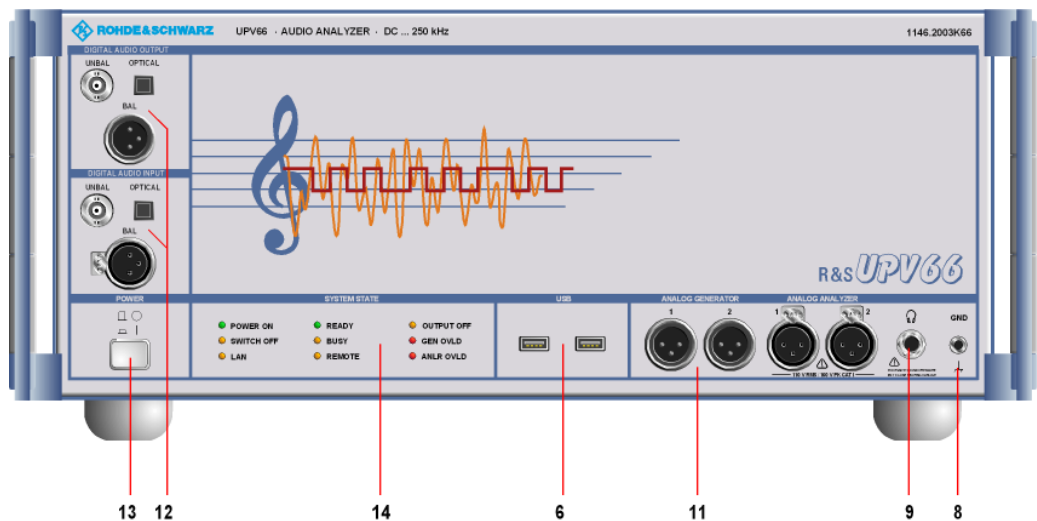 ROHDE&SCHWARZ UPV66 · AUDIO ANALYZER · DC ... 250 kHz 1146.2003K66
DIGITAL AUDIO OUTPUT
UNBAL OPTICAL
BAL
DIGITAL AUDIO INPUT
UNBAL OPTICAL
BAL
R&S UPV66
POWER SYSTEM STATE USB ANALOG GENERATOR ANALOG ANALYZER
1 2 1 2 GND
POWER ON READY OUTPUT OFF
SWITCH OFF BUSY GEN OVLD
LAN REMOTE ANLR OVLD
13 12 14 6 11 9 8